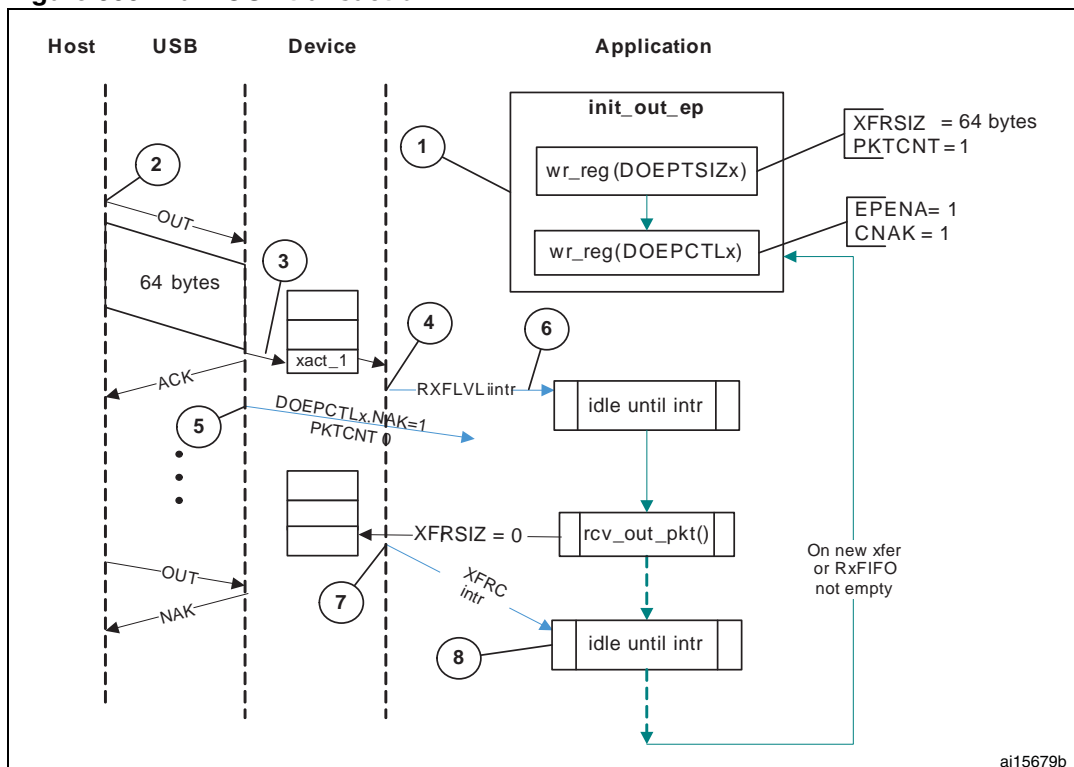 Host USB Device Application
init_out_ep
1
wr_reg(DOEPTSIZx)
XFRSIZ = 64 bytes
PKTCNT=1
wr_reg(DOEPCTLx)
EPENA= 1
CNAK = 1
2
OUT
64 bytes
3
xact_1
4
6
ACK
RXFLVL iintr
idle until intr
5
DOEPCTLx,NAK=1
PKTCNT 0
XFRSIZ = 0
rcv_out_pkt()
On new xfer
or RxFIFO
not empty
OUT
NAK
7
XFRC
intr
8
idle until intr
ai15679b